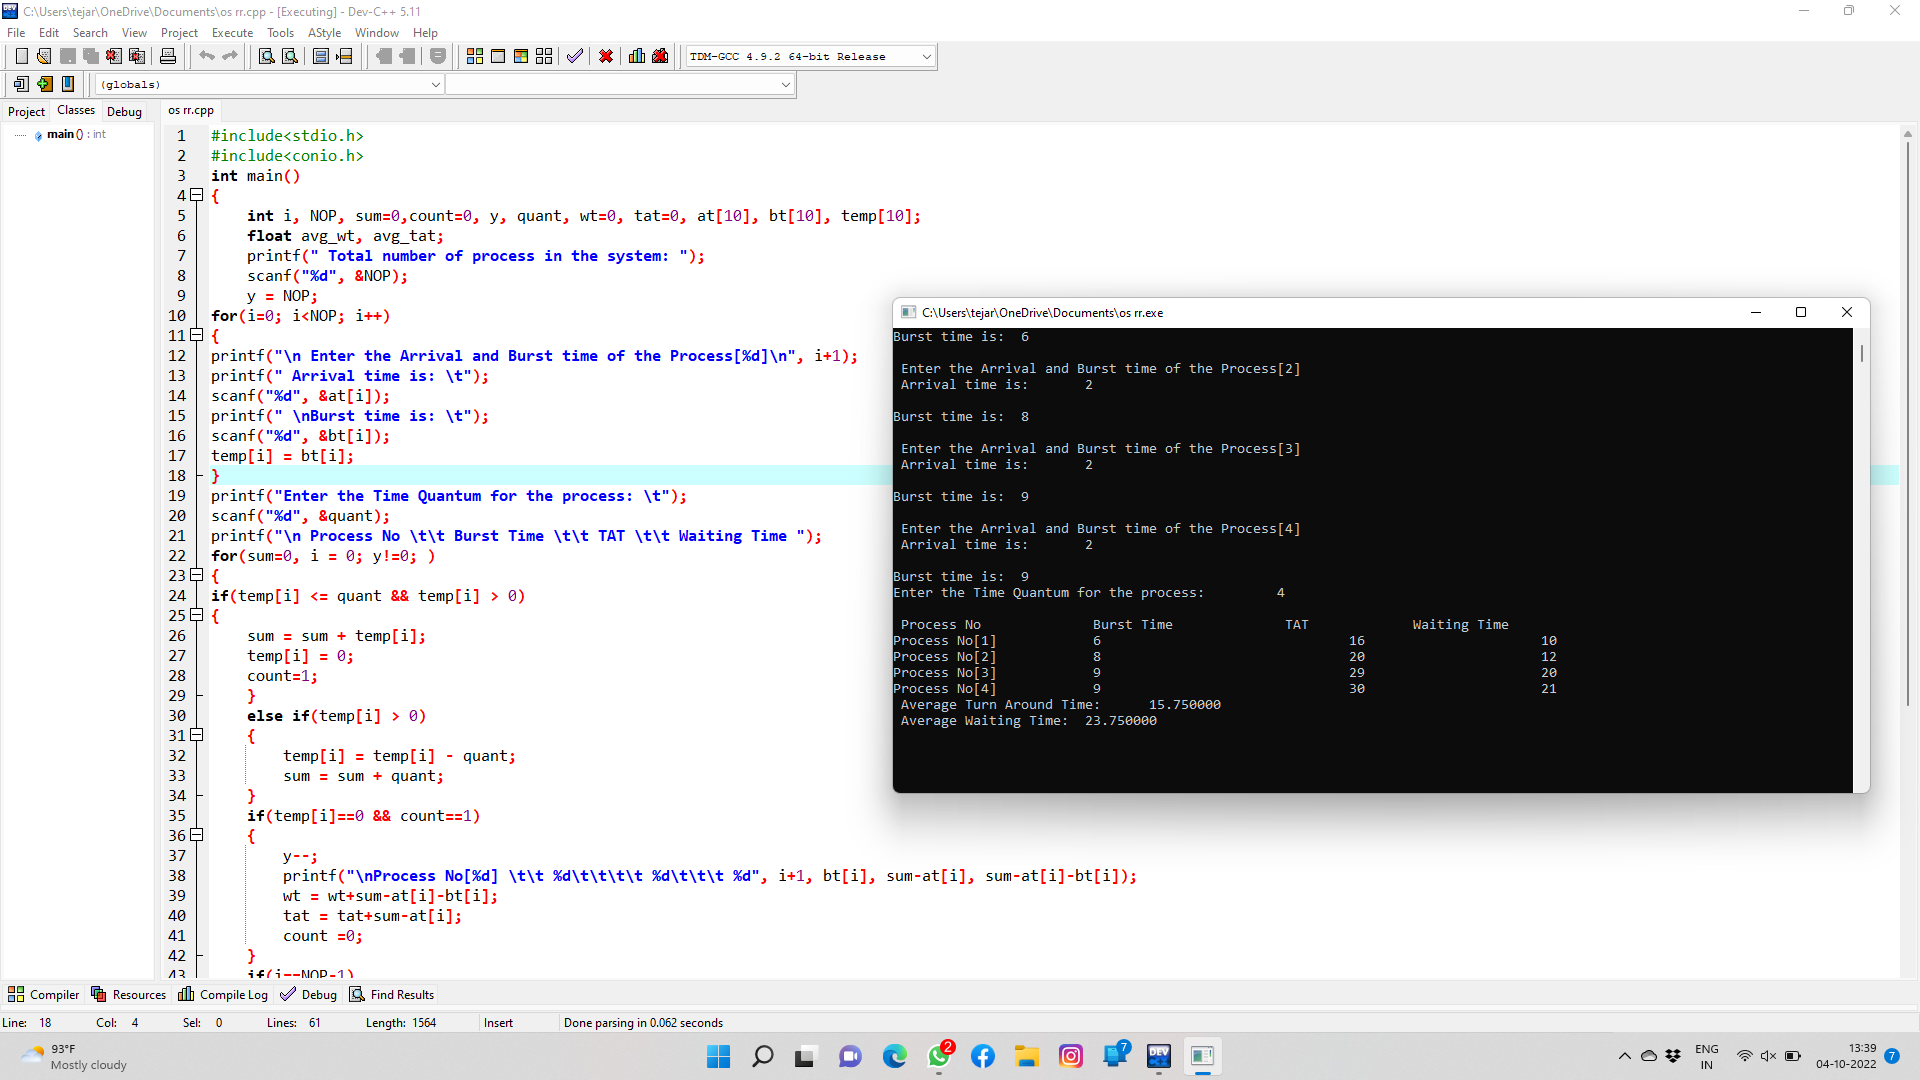 C:\Users\tejar\OneDrive\Documents\os rr.cpp - [Executing] - Dev-C++ 5.11
File Edit Search View Project Execute Tools AStyle Window Help
TDM-GCC 4.9.2 64-bit Release
(globals)
Project Classes Debug
os rr.cpp
main () : int
1 #include<stdio.h>
2 #include<conio.h>
3 int main()
4 {
5 int i, NOP, sum=0,count=0, y, quant, wt=0, tat=0, at[10], bt[10], temp[10];
6 float avg_wt, avg_tat;
7 printf(" Total number of process in the system: ");
8 scanf("%d", &NOP);
9 y = NOP;
10 for(i=0; i<NOP; i++)
11 {
12 printf("\n Enter the Arrival and Burst time of the Process[%d]\n", i+1);
13 printf(" Arrival time is: \t");
14 scanf("%d", &at[i]);
15 printf(" \nBurst time is: \t");
16 scanf("%d", &bt[i]);
17 temp[i] = bt[i];
18 }
19 printf("Enter the Time Quantum for the process: \t");
20 scanf("%d", &quant);
21 printf("\n Process No \t\t Burst Time \t\t TAT \t\t Waiting Time ");
22 for(sum=0, i = 0; y!=0; )
23 {
24 if(temp[i] <= quant && temp[i] > 0)
25 {
26 sum = sum + temp[i];
27 temp[i] = 0;
28 count=1;
29 }
30 else if(temp[i] > 0)
31 {
32 temp[i] = temp[i] - quant;
33 sum = sum + quant;
34 }
35 if(temp[i]==0 && count==1)
36 {
37 y--;
38 printf("\nProcess No[%d] \t\t %d\t\t\t\t %d\t\t\t %d", i+1, bt[i], sum-at[i], sum-at[i]-bt[i]);
39 wt = wt+sum-at[i]-bt[i];
40 tat = tat+sum-at[i];
41 count =0;
42 }
43 if(i==NOP-1)
C:\Users\tejar\OneDrive\Documents\os rr.exe
Burst time is: 6
Enter the Arrival and Burst time of the Process[2]
Arrival time is: 2
Burst time is: 8
Enter the Arrival and Burst time of the Process[3]
Arrival time is: 2
Burst time is: 9
Enter the Arrival and Burst time of the Process[4]
Arrival time is: 2
Burst time is: 9
Enter the Time Quantum for the process: 4
Process No Burst Time TAT Waiting Time
Process No[1] 6 16 10
Process No[2] 8 20 12
Process No[3] 9 29 20
Process No[4] 9 30 21
Average Turn Around Time: 15.750000
Average Waiting Time: 23.750000
Compiler Resources Compile Log Debug Find Results
Line: 18 Col: 4 Sel: 0 Lines: 61 Length: 1564 Insert Done parsing in 0.062 seconds
93°F
Mostly cloudy
2
7
DEV
ENG
IN
13:39
04-10-2022
7